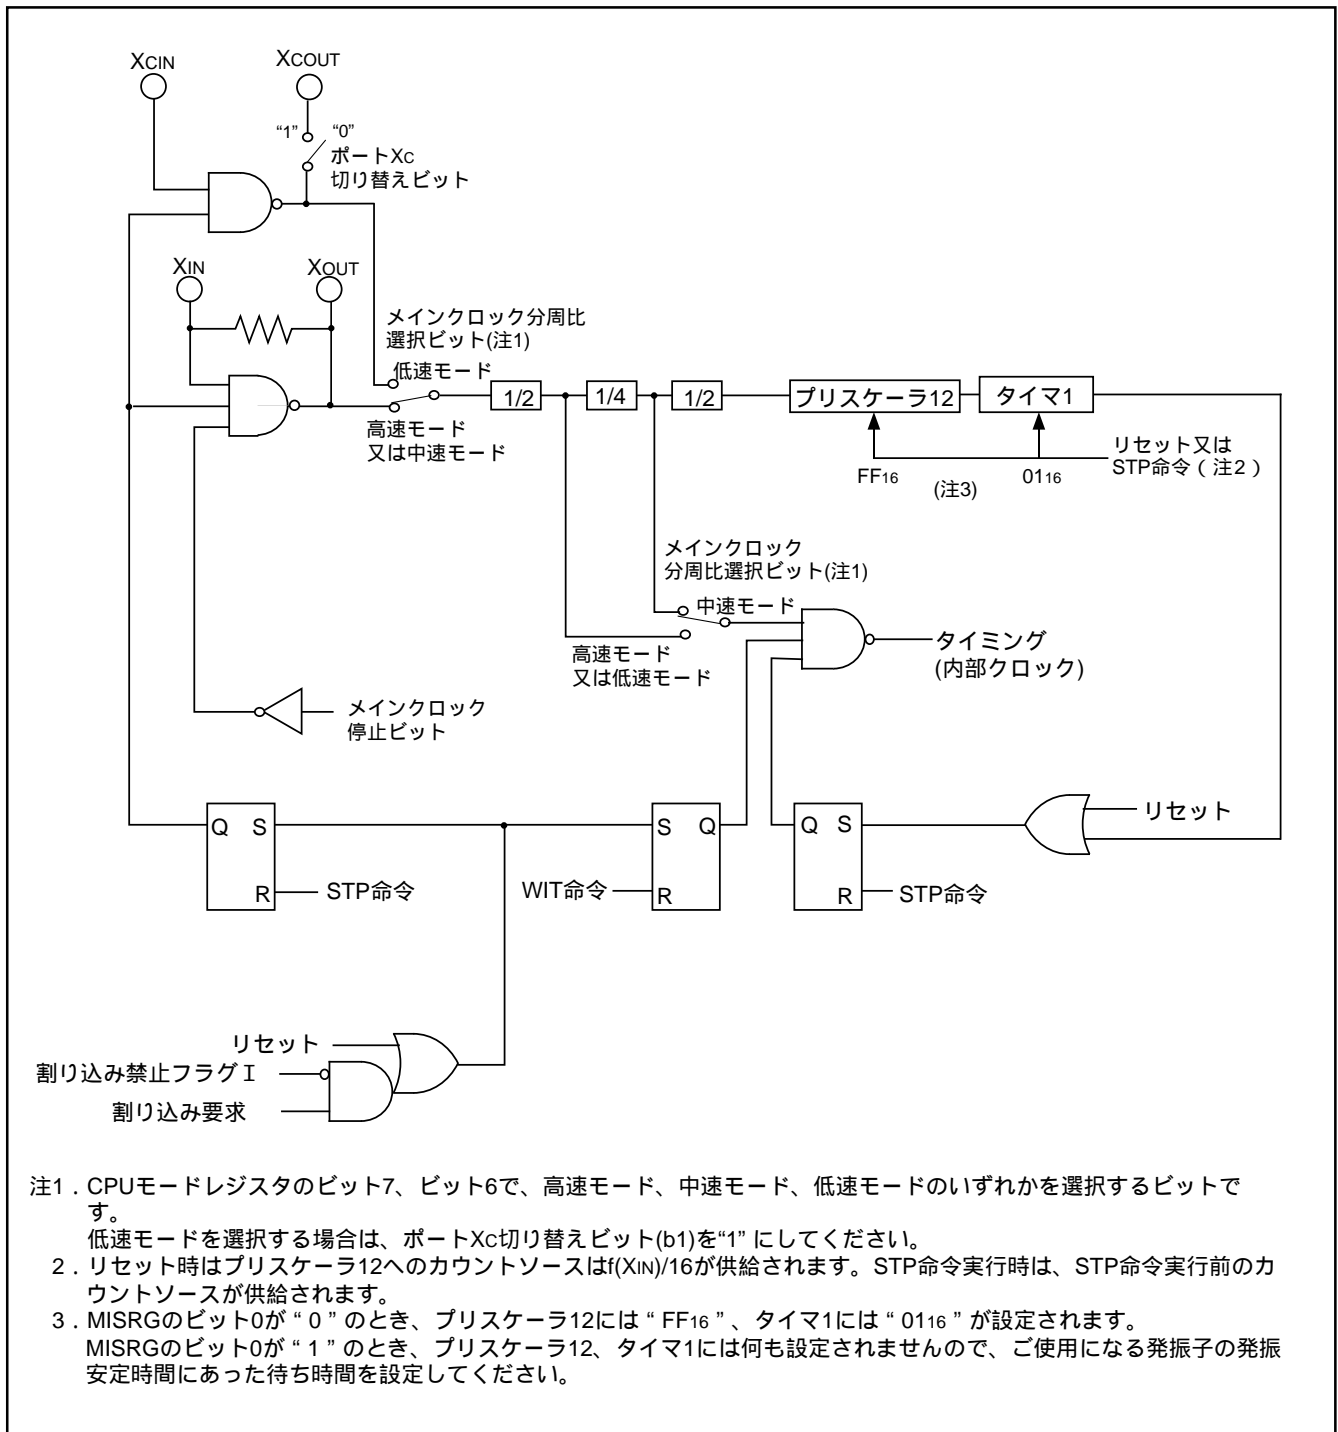 XCIN
XCOUT
“1” “0”
ポートXC
切り替えビット
XIN
XOUT
メインクロック分周比
選択ビット(注1)
低速モード
1/2
1/4
1/2
プリスケーラ12
タイマ1
高速モード
又は中速モード
リセット又は
STP命令(注2)
FF16
(注3)
0116
メインクロック
分周比選択ビット(注1)
中速モード
高速モード
又は低速モード
タイミング
(内部クロック)
メインクロック
停止ビット
リセット
Q S
S Q
Q S
R
STP命令
WIT命令
R
R
STP命令
リセット
割り込み禁止フラグI
割り込み要求
注1．CPUモードレジスタのビット7、ビット6で、高速モード、中速モード、低速モードのいずれかを選択するビットで
す。
低速モードを選択する場合は、ポートXC切り替えビット(b1)を“1” にしてください。
2．リセット時はプリスケーラ12へのカウントソースはf(XIN)/16が供給されます。STP命令実行時は、STP命令実行前のカ
ウントソースが供給されます。
3．MISRGのビット0が“ 0 ”のとき、プリスケーラ12には“ FF16 ”、タイマ1には“ 0116 ”が設定されます。
MISRGのビット0が“ 1 ”のとき、プリスケーラ12、タイマ1には何も設定されませんので、ご使用になる発振子の発振
安定時間にあった待ち時間を設定してください。